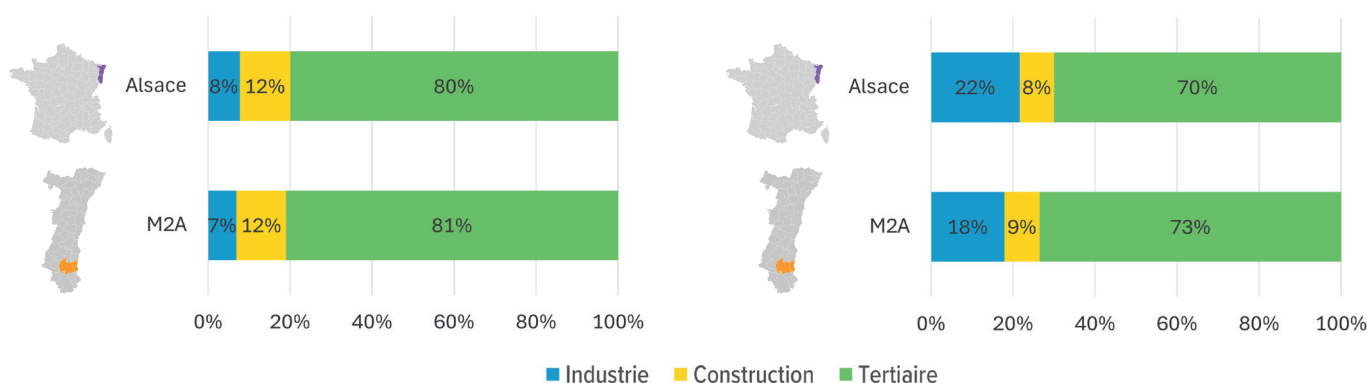 Alsace
8% 12% 80%
M2A
7% 12% 81%
0% 20% 40% 60% 80% 100%
Alsace
22% 8% 70%
M2A
18% 9% 73%
0% 20% 40% 60% 80% 100%
Industrie Construction Tertiaire